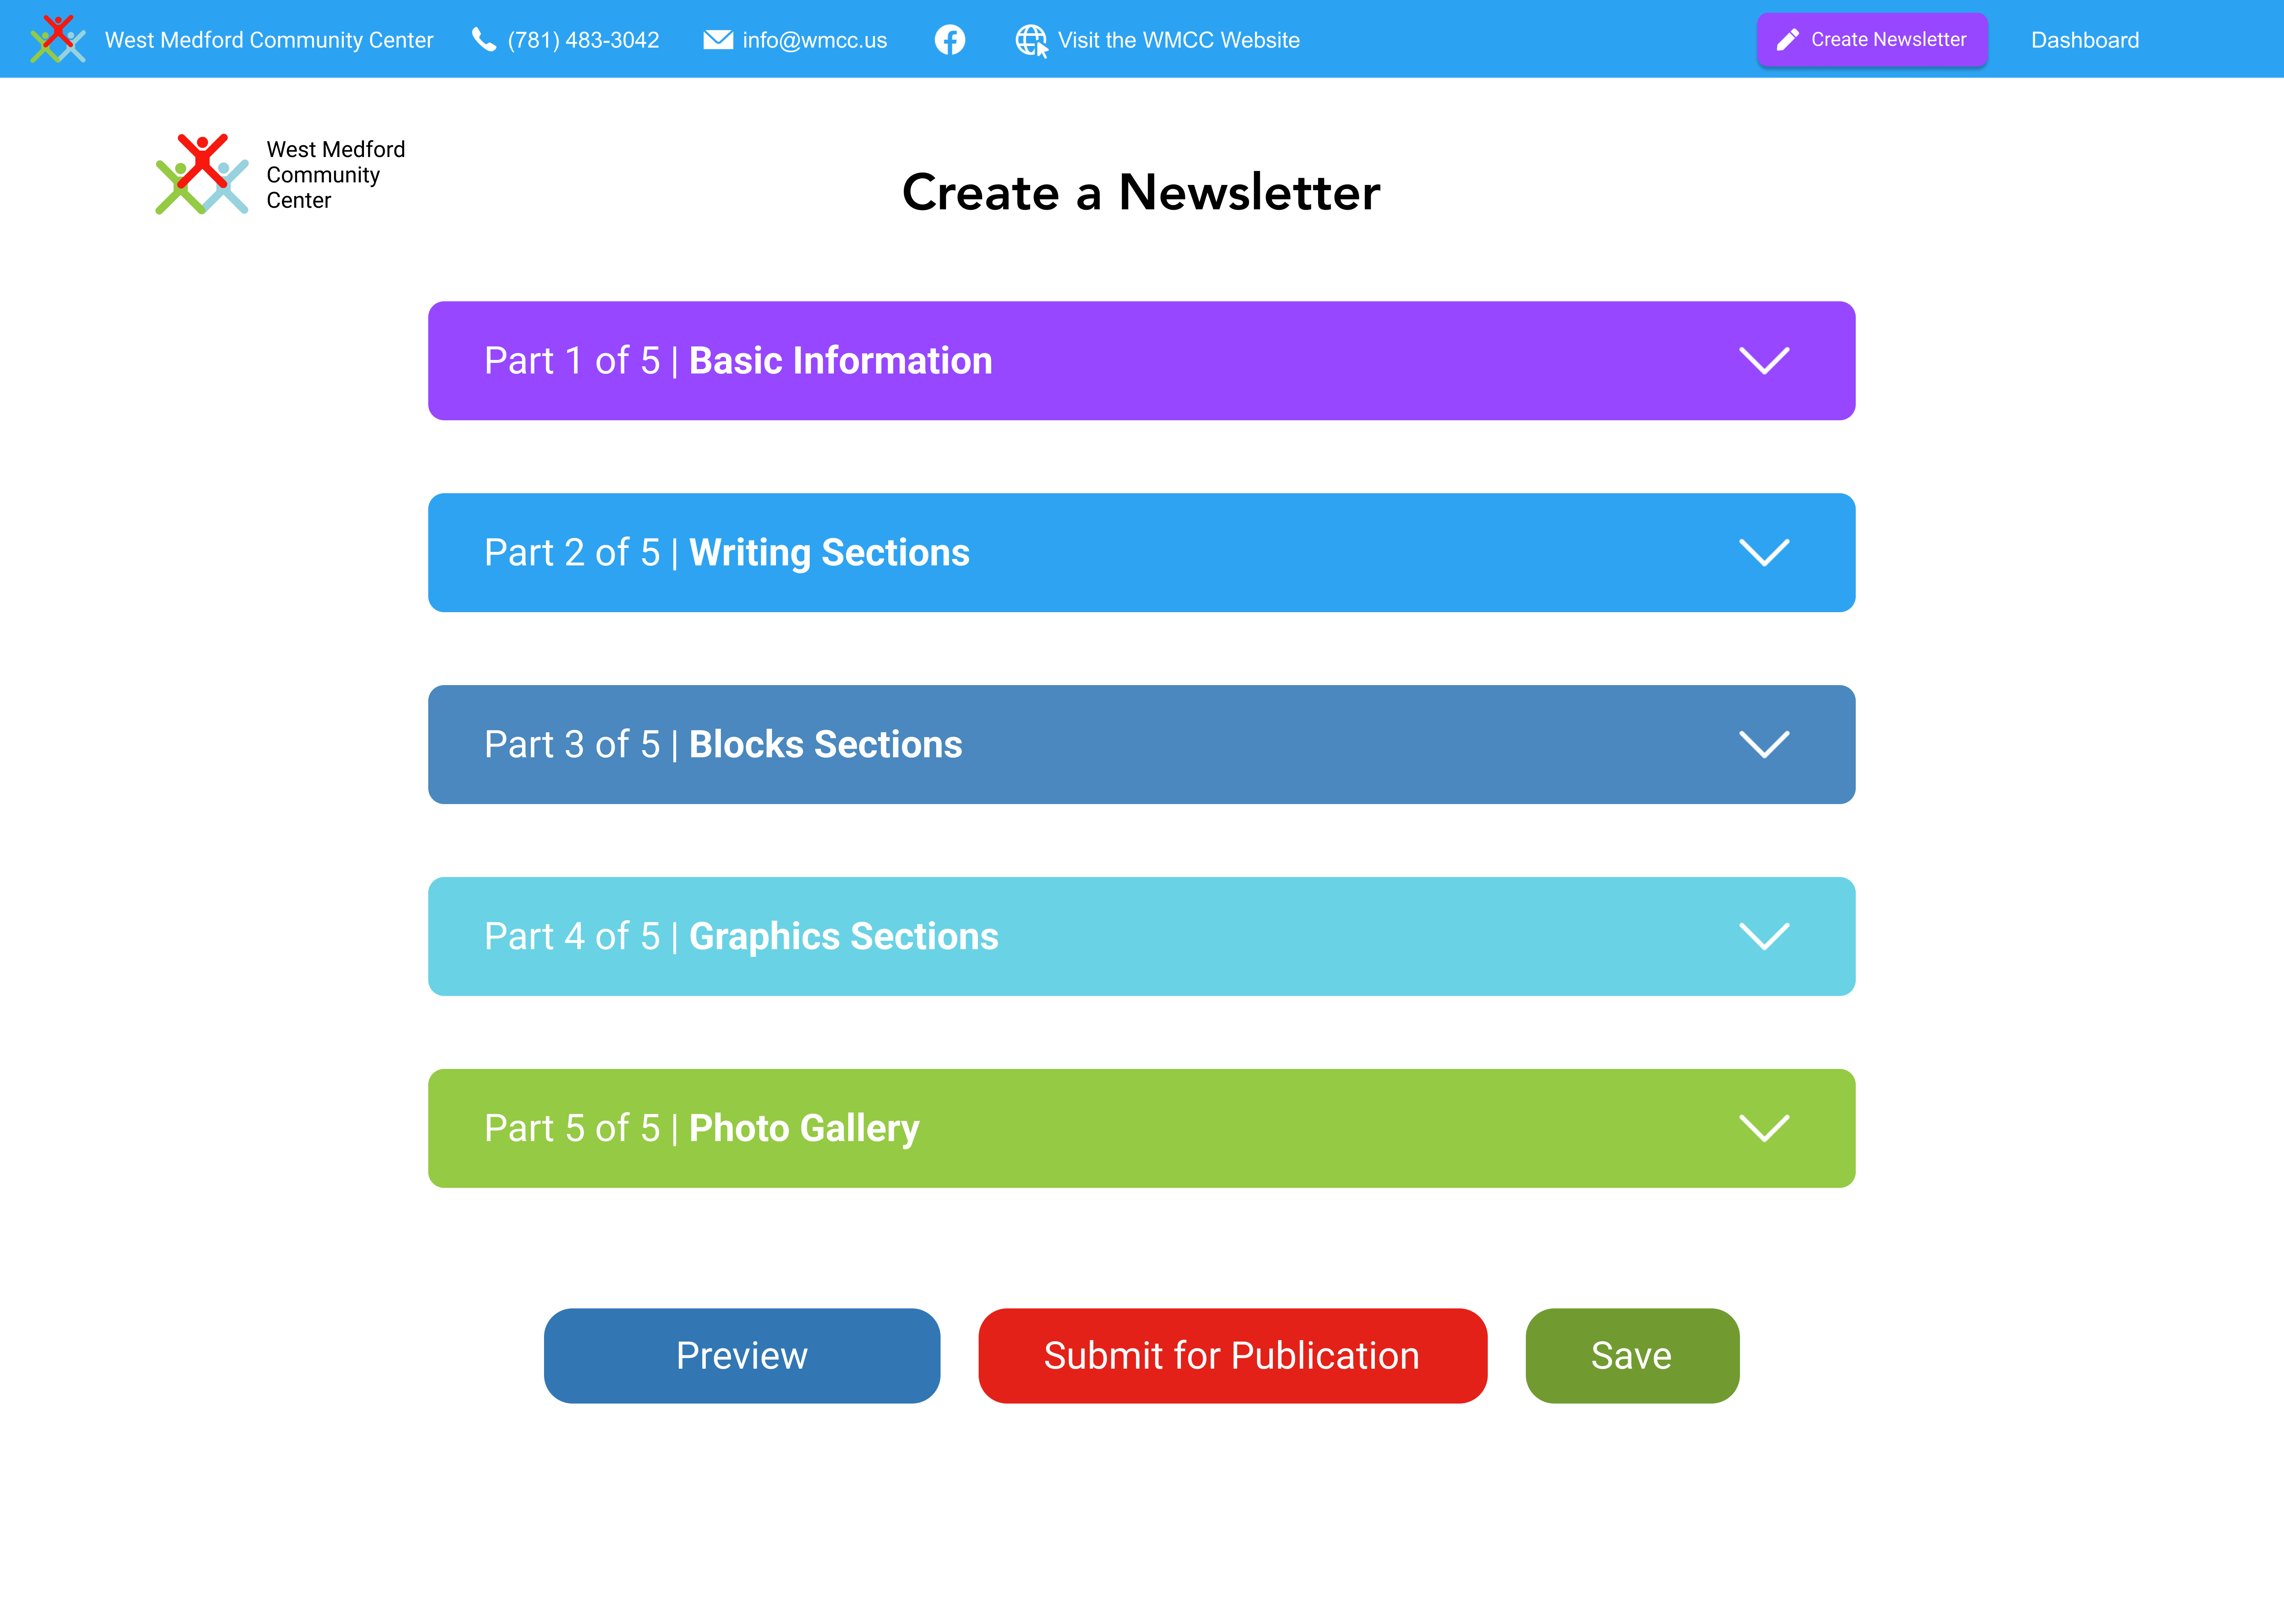 West Medford Community Center (781) 483-3042 info@wmcc.us Visit the WMCC Website Create Newsletter Dashboard
West Medford
Community
Center
Create a Newsletter
Part 1 of 5 | Basic Information
Part 2 of 5 | Writing Sections
Part 3 of 5 | Blocks Sections
Part 4 of 5 | Graphics Sections
Part 5 of 5 | Photo Gallery
Preview Submit for Publication Save